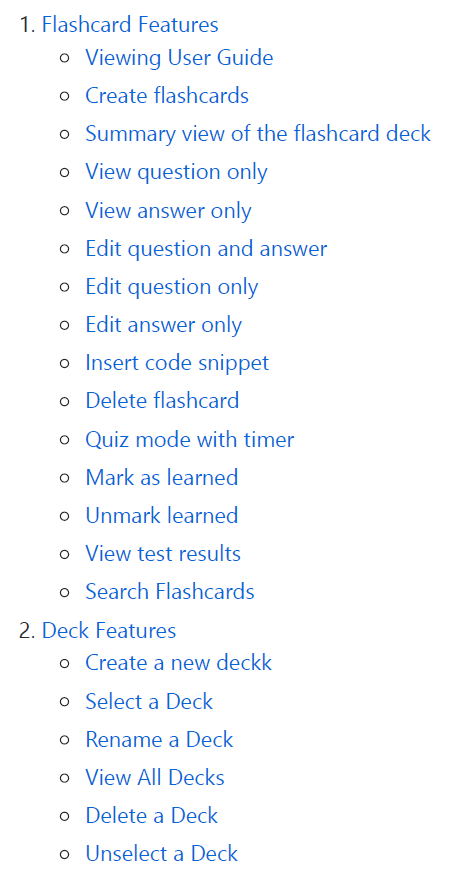 1. Flashcard Features
Viewing User Guide
Create flashcards
Summary view of the flashcard deck
View question only
View answer only
Edit question and answer
Edit question only
Edit answer only
Insert code snippet
Delete flashcard
Quiz mode with timer
Mark as learned
Unmark learned
View test results
Search Flashcards
2. Deck Features
Create a new deckk
Select a Deck
Rename a Deck
View All Decks
Delete a Deck
Unselect a Deck